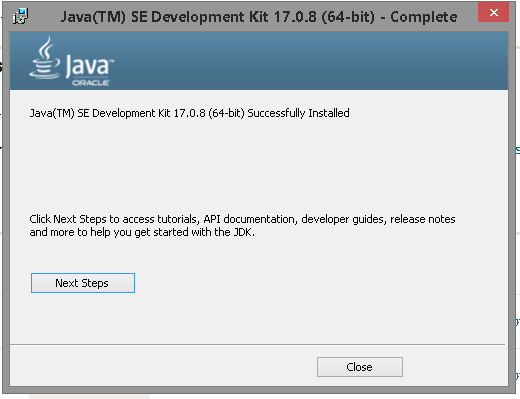 Java(TM) SE Development Kit 17.0.8 (64-bit) - Complete
Java™
ORACLE
Java(TM) SE Development Kit 17.0.8 (64-bit) Successfully Installed
Click Next Steps to access tutorials, API documentation, developer guides, release notes
and more to help you get started with the JDK.
Next Steps
Close